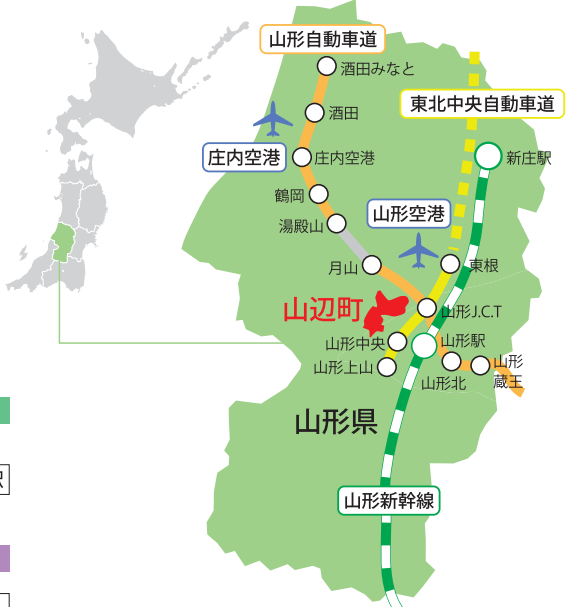 山形自動車道
酒田みなと
東北中央自動車道
酒田
庄内空港
庄内空港
新庄駅
鶴岡
山形空港
湯殿山
月山
東根
山辺町
山形J.C.T
山形中央
山形駅
山形上山
山形北
山形
蔵王
山形県
山形新幹線